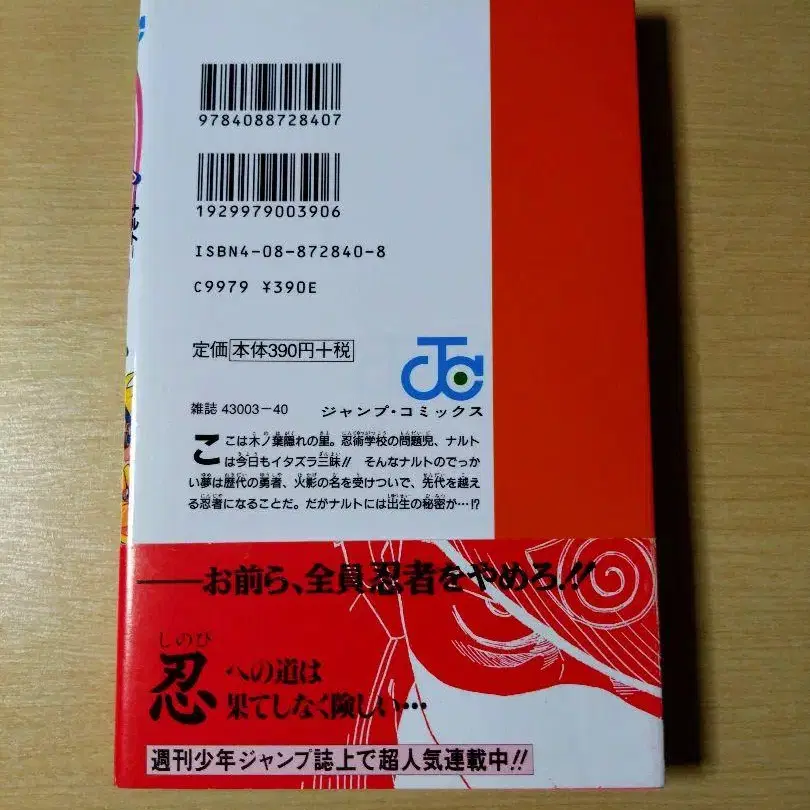 ナルト
9784088728407
1929979003906
ISBN4-08-872840-8
C9979 ¥390E
定価 本体390円+税
雑誌 43003-40
ジャンプ・コミックス
ここは木ノ葉隠れの里。忍術学校の問題児、ナルト
は今日もイタズラ三昧!! そんなナルトのでっか
い夢は歴代の勇者、火影の名を受けついで、先代を越え
る忍者になることだ。だがナルトには出生の秘密か…!?
――お前ら、全員忍者をやめろ!!
しのび
忍への道は
果てしなく険しい…
週刊少年ジャンプ誌上で超人気連載中!!